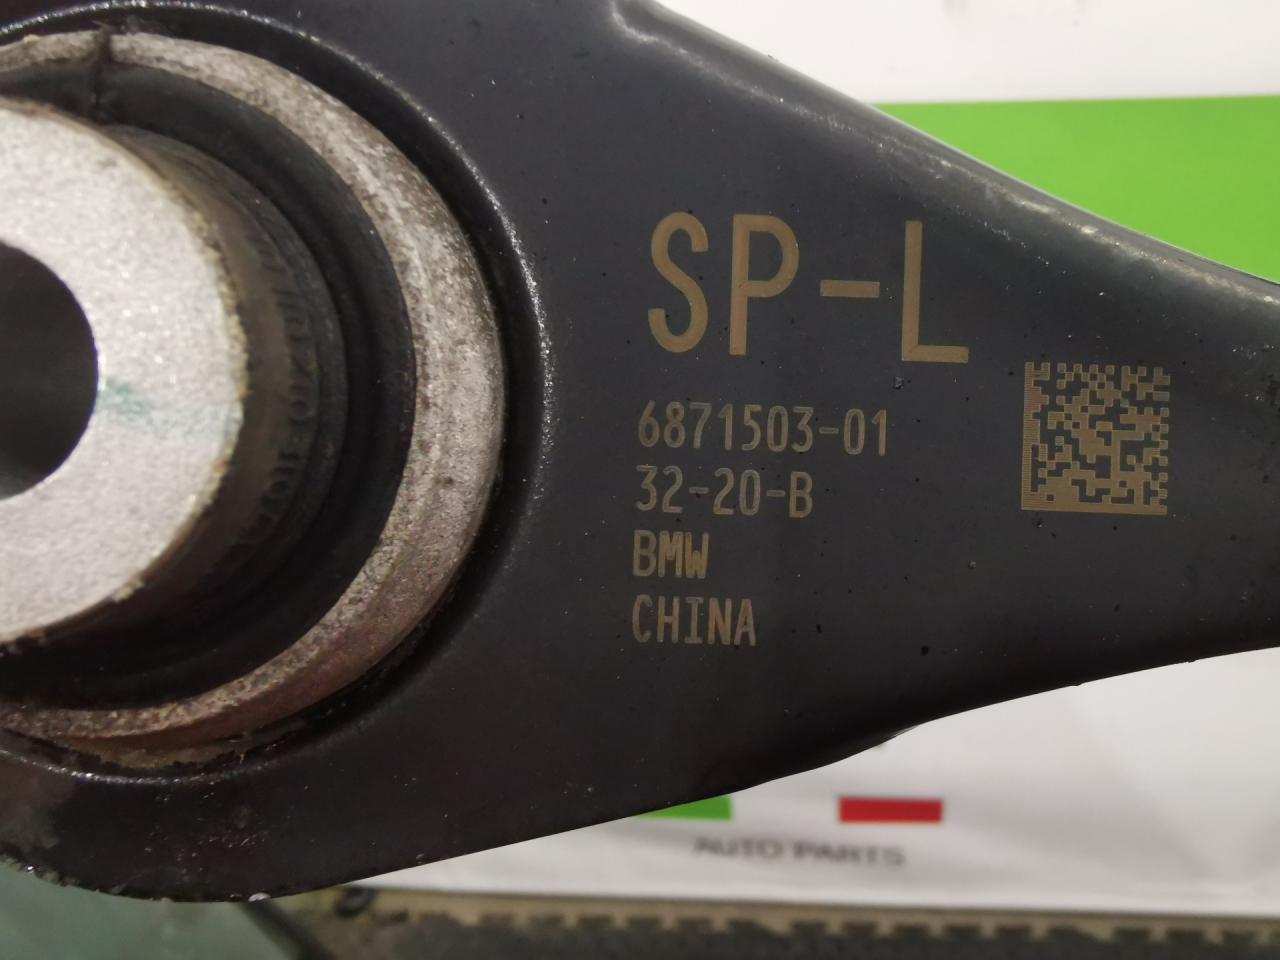 SP-L
6871503-01
32-20-B
BMW
CHINA
AUTO PARTS